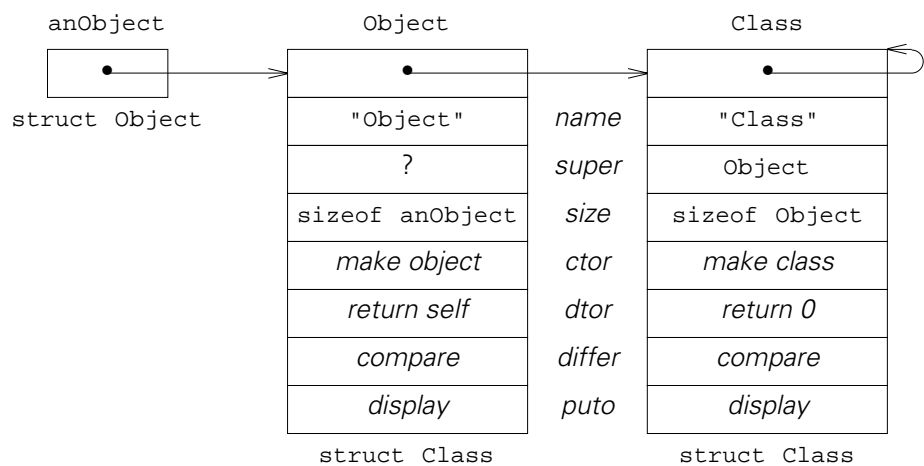 anObject Object Class
struct Object "Object" name "Class"
? super Object
sizeof anObject size sizeof Object
make object ctor make class
return self dtor return 0
compare differ compare
display puto display
struct Class struct Class